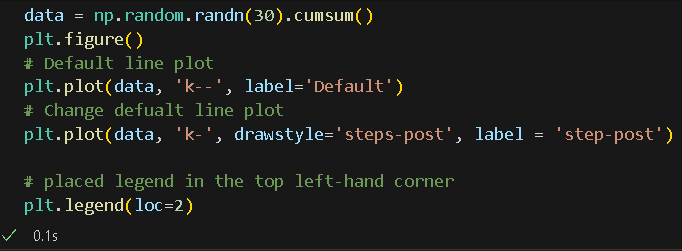 data = np.random.randn(30).cumsum()
plt.figure()
# Default line plot
plt.plot(data, 'k--', label='Default')
# Change defualt line plot
plt.plot(data, 'k-', drawstyle='steps-post', label = 'step-post')
# placed legend in the top left-hand corner
plt.legend(loc=2)
✓ 0.1s